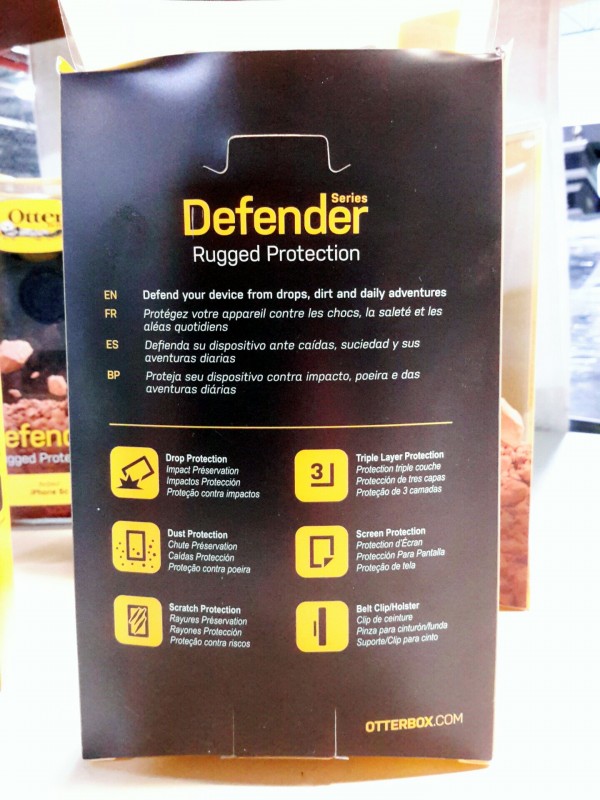 Defender Series
Rugged Protection
EN Defend your device from drops, dirt and daily adventures
FR Protégez votre appareil contre les chocs, la saleté et les
aléas quotidiens
ES Defienda su dispositivo ante caídas, suciedad y sus
aventuras diarias
BP Proteja seu dispositivo contra impacto, poeira e das
aventuras diárias
Drop Protection
Impact Préservation
Impactos Protección
Proteção contra impactos
3
Triple Layer Protection
Protection triple couche
Protección de tres capas
Proteção de 3 camadas
Dust Protection
Chute Préservation
Caídas Protección
Proteção contra poeira
Screen Protection
Protection d'Écran
Protección Para Pantalla
Proteção de tela
Scratch Protection
Rayures Préservation
Rayones Protección
Proteção contra riscos
Belt Clip/Holster
Clip de ceinture
Pinza para cinturón/funda
Suporte/Clip para cinto
OTTERBOX.COM
Otter
efend
gged Prote
iPhone 5c